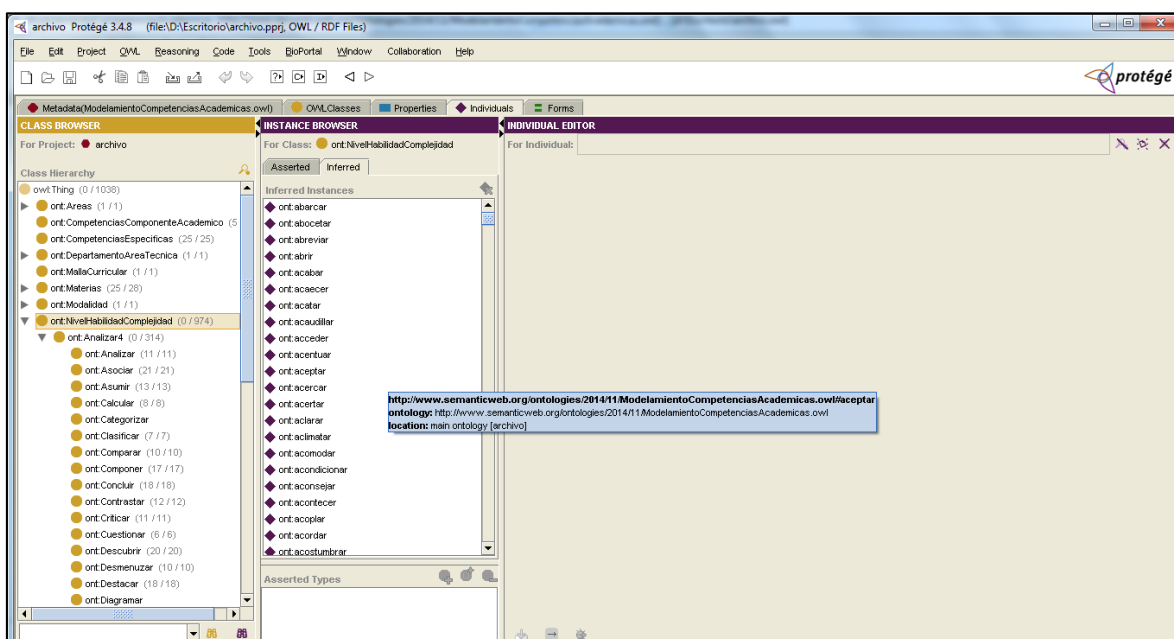 archivo Protégé 3.4.8 (file:\D:\Escritorio\archivo.pprj, OWL / RDF Files)
File Edit Project OWL Reasoning Code Tools BioPortal Window Collaboration Help
protégé
Metadata(ModelamientoCompetenciasAcademicas.owl) OWLClasses Properties Individuals Forms
CLASS BROWSER
For Project: archivo
Class Hierarchy
owl:Thing (0 / 1038)
ont:Areas (1 / 1)
ont:CompetenciasComponenteAcademico (5
ont:CompetenciasEspecificas (25 / 25)
ont:DepartamentoAreaTecnica (1 / 1)
ont:MallaCurricular (1 / 1)
ont:Materias (25 / 28)
ont:Modalidad (1 / 1)
ont:NivelHabilidadComplejidad (0 / 974)
ont:Analizar4 (0 / 314)
ont:Analizar (11 / 11)
ont:Asociar (21 / 21)
ont:Asumir (13 / 13)
ont:Calcular (8 / 8)
ont:Categorizar
ont:Clasificar (7 / 7)
ont:Comparar (10 / 10)
ont:Componer (17 / 17)
ont:Concluir (18 / 18)
ont:Contrastar (12 / 12)
ont:Criticar (11 / 11)
ont:Cuestionar (6 / 6)
ont:Descubrir (20 / 20)
ont:Desmenuzar (10 / 10)
ont:Destacar (18 / 18)
ont:Diagramar
INSTANCE BROWSER
For Class: ont:NivelHabilidadComplejidad
Asserted Inferred
Inferred Instances
ont:abarcar
ont:abocetar
ont:abreviar
ont:abrir
ont:acabar
ont:acaecer
ont:acatar
ont:acaudillar
ont:acceder
ont:acentuar
ont:aceptar
ont:acercar
ont:acertar
ont:aclarar
ont:aclimatar
ont:acomodar
ont:acondicionar
ont:aconsejar
ont:acontecer
ont:acoplar
ont:acordar
ont:acostumbrar
Asserted Types
INDIVIDUAL EDITOR
For Individual:
http://www.semanticweb.org/ontologies/2014/11/ModelamientoCompetenciasAcademicas.owl#aceptar
ontology: http://www.semanticweb.org/ontologies/2014/11/ModelamientoCompetenciasAcademicas.owl
location: main ontology [archivo]